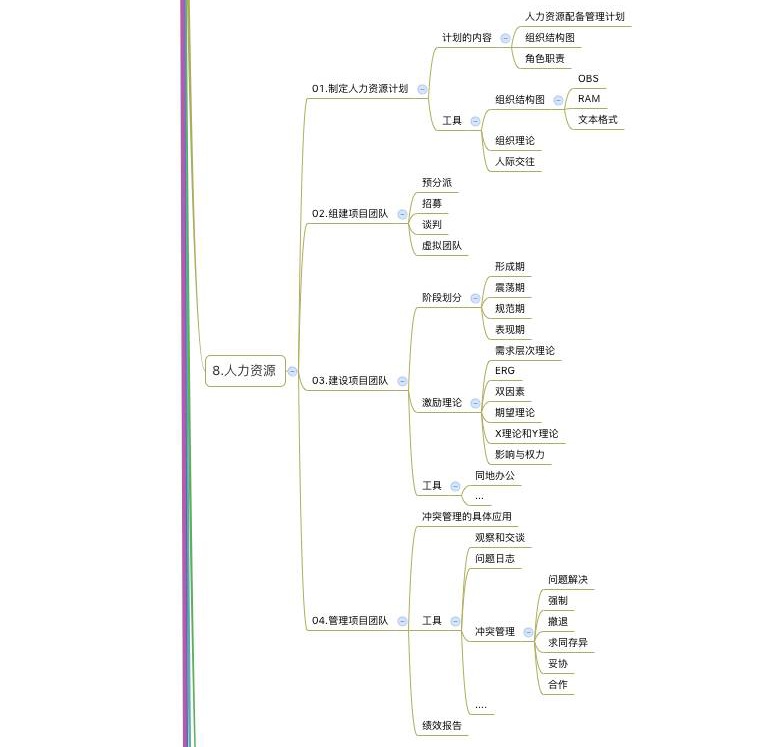 人力资源配备管理计划
计划的内容
组织结构图
角色职责
OBS
01.制定人力资源计划
组织结构图
RAM
工具
文本格式
组织理论
人际交往
预分派
招募
02.组建项目团队
谈判
虚拟团队
形成期
震荡期
阶段划分
规范期
表现期
需求层次理论
8.人力资源
ERG
03.建设项目团队
双因素
激励理论
期望理论
X理论和Y理论
影响与权力
同地办公
工具
...
冲突管理的具体应用
观察和交谈
问题日志
问题解决
强制
04.管理项目团队
工具
撤退
冲突管理
求同存异
妥协
合作
....
绩效报告